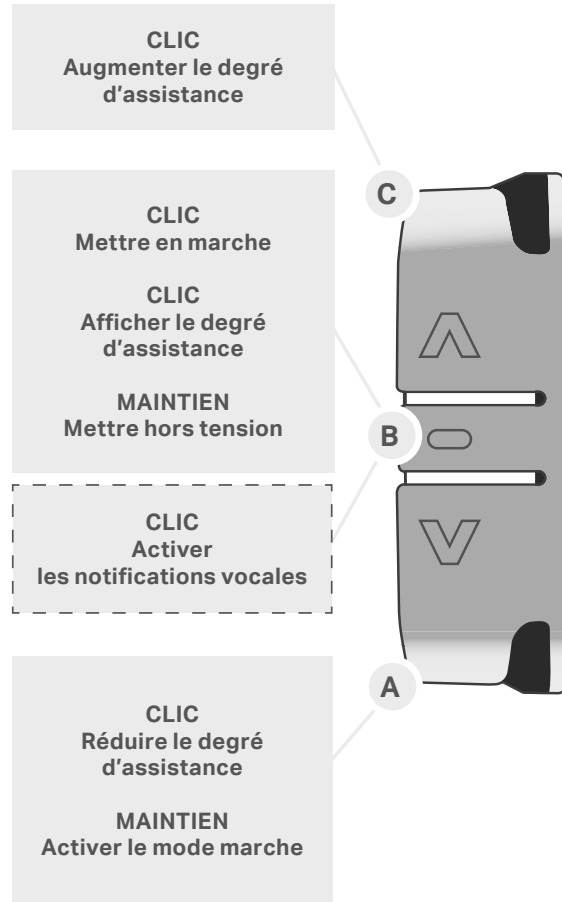 CLIC
Augmenter le degré
d'assistance
C
CLIC
Mettre en marche
CLIC
Afficher le degré
d'assistance
MAINTIEN
Mettre hors tension
B
CLIC
Activer
les notifications vocales
A
CLIC
Réduire le degré
d'assistance
MAINTIEN
Activer le mode marche